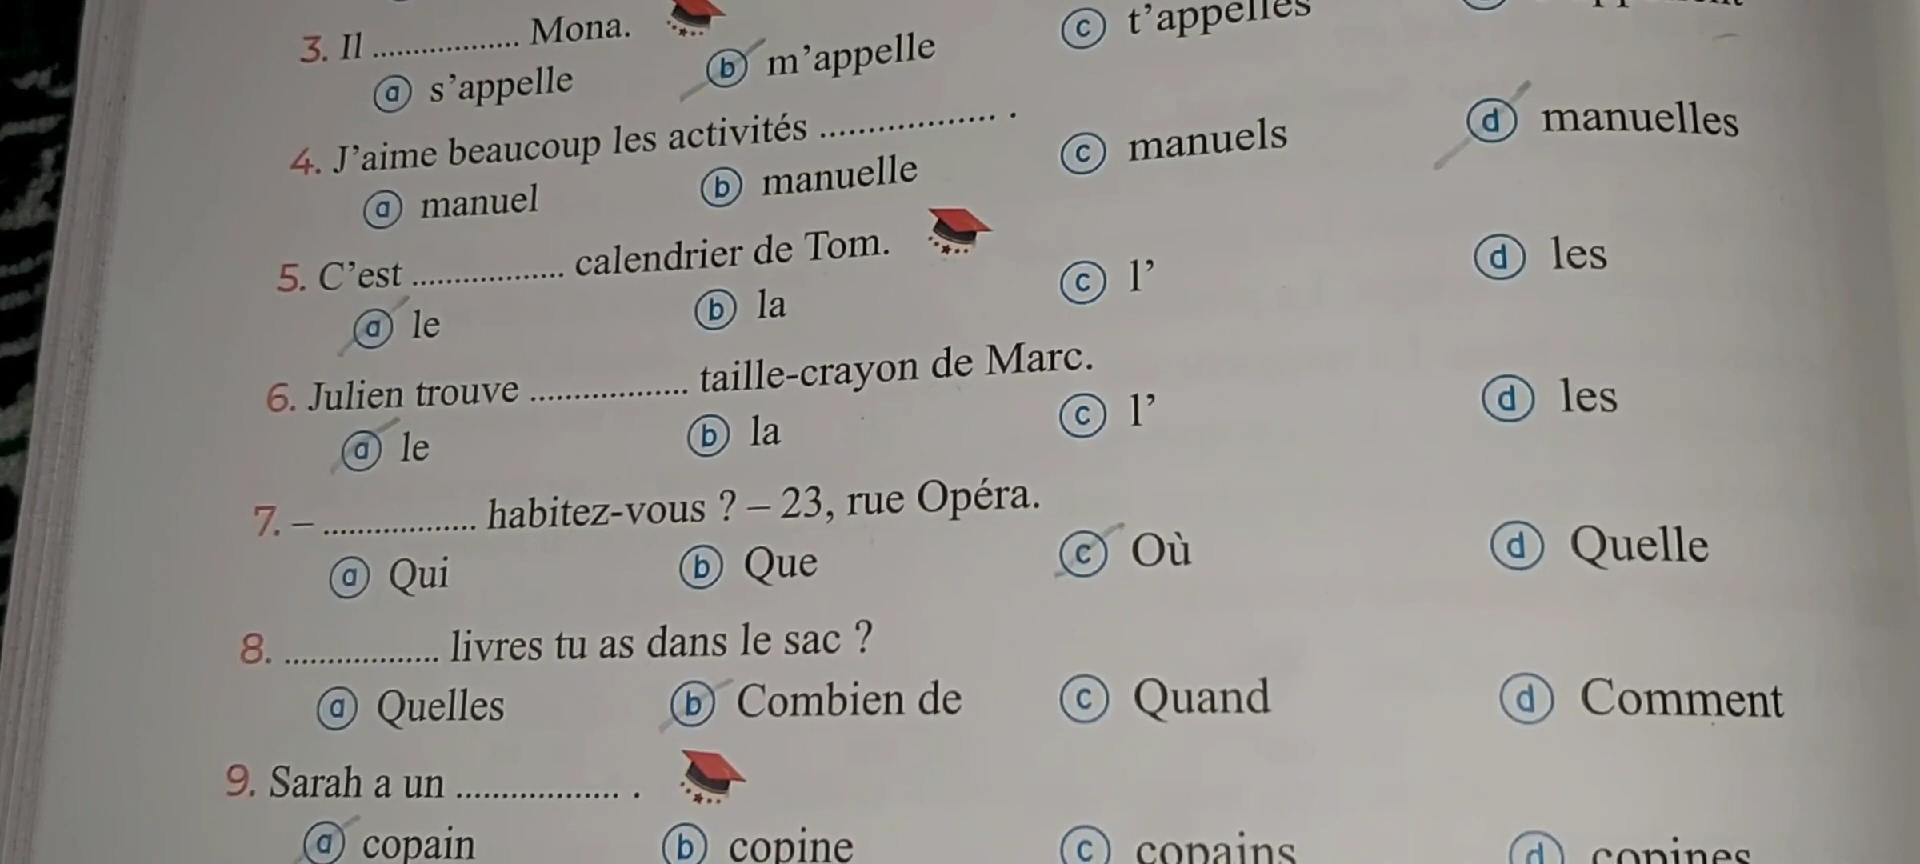 3. Il .................. Mona.
a s'appelle b m'appelle c t'appelles
4. J'aime beaucoup les activités .................. .
a manuel b manuelle c manuels d manuelles
5. C'est .................. calendrier de Tom.
a le b la c l' d les
6. Julien trouve .................. taille-crayon de Marc.
a le b la c l' d les
7. – .................. habitez-vous ? – 23, rue Opéra.
a Qui b Que c Où d Quelle
8. .................. livres tu as dans le sac ?
a Quelles b Combien de c Quand d Comment
9. Sarah a un .................. .
a copain b copine c copains d copines